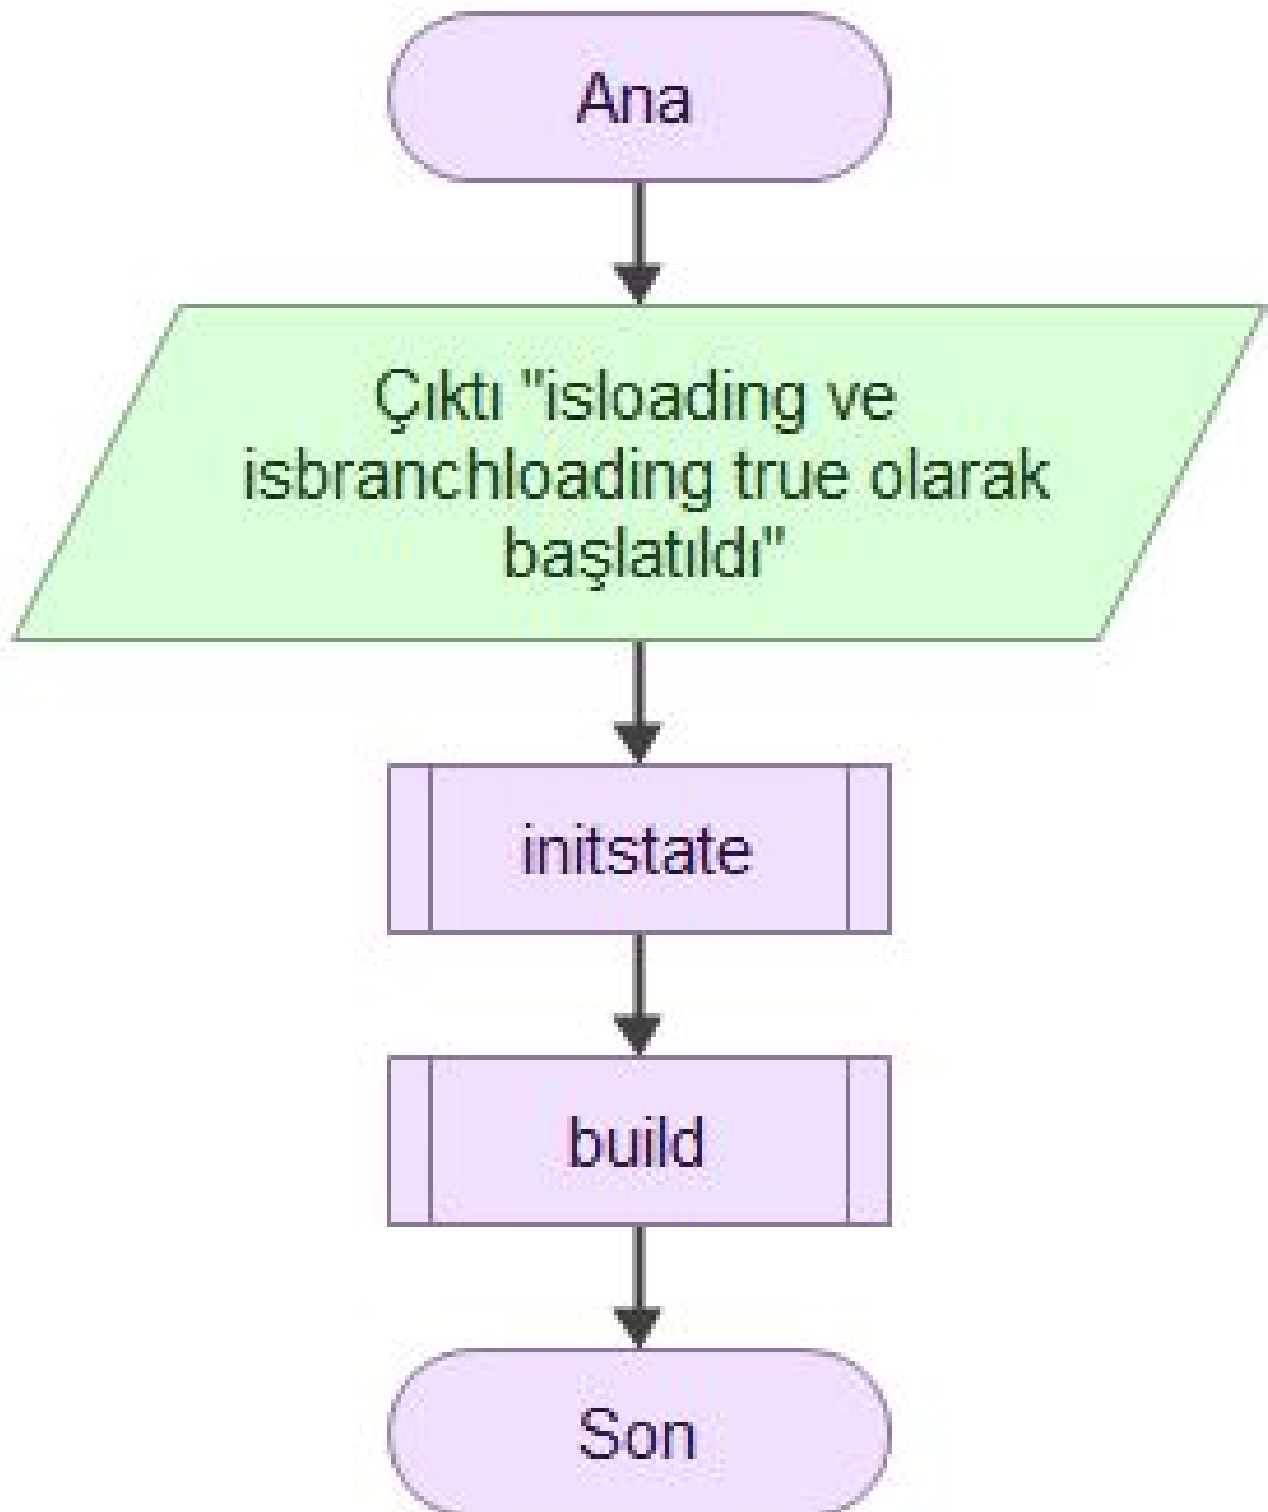 Ana
Çıktı "isloading ve
isbranchloading true olarak
başlatıldı"
initstate
build
Son